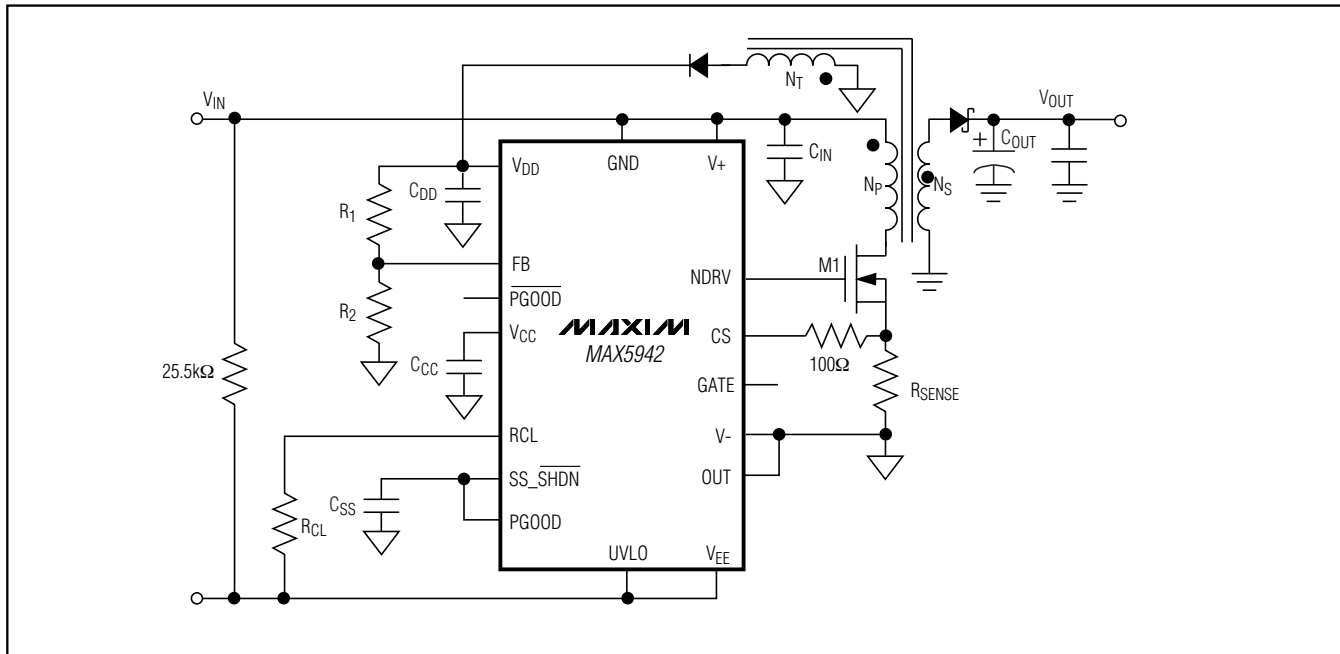 N_T
V_IN
V_OUT
V_DD
GND
V+
C_IN
+
C_OUT
C_DD
N_P
N_S
R_1
FB
NDRV
M1
PGOOD
R_2
V_CC
MAXIM
CS
MAX5942
25.5kΩ
C_CC
100Ω
GATE
R_SENSE
RCL
V-
SS_SHDN
OUT
C_SS
R_CL
PGOOD
UVLO
V_EE